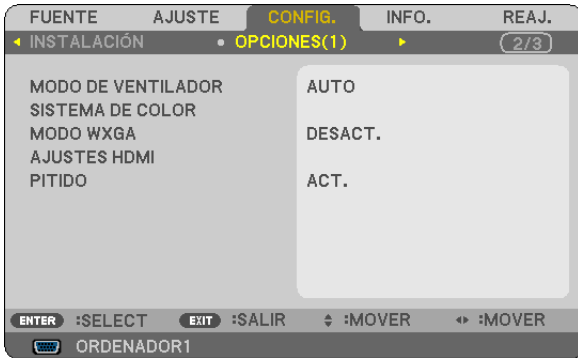 FUENTE AJUSTE CONFIG. INFO. REAJ.
INSTALACIÓN OPCIONES(1) 2/3
MODO DE VENTILADOR AUTO
SISTEMA DE COLOR
MODO WXGA DESACT.
AJUSTES HDMI
PITIDO ACT.
ENTER :SELECT EXIT :SALIR :MOVER :MOVER
ORDENADOR1